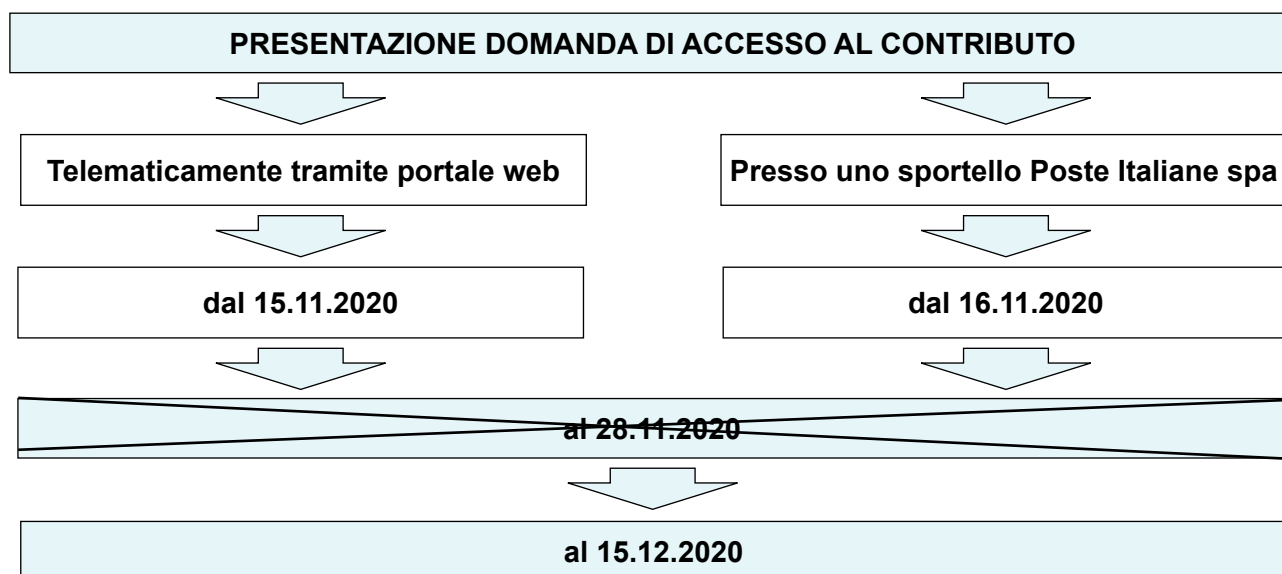 PRESENTAZIONE DOMANDA DI ACCESSO AL CONTRIBUTO
Telematicamente tramite portale web
Presso uno sportello Poste Italiane spa
dal 15.11.2020
dal 16.11.2020
al 28.11.2020
al 15.12.2020